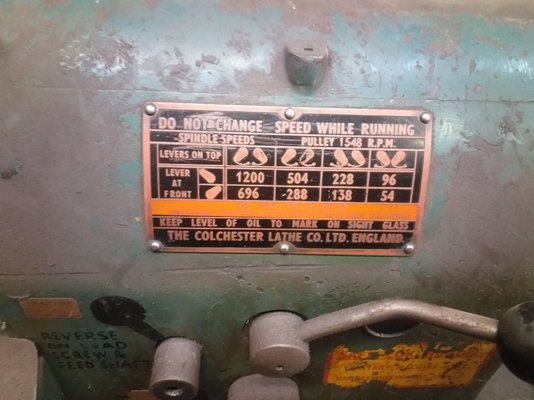 DO NOT CHANGE SPEED WHILE RUNNING
SPINDLE SPEEDS PULLEY 1548 R.P.M.
LEVERS ON TOP
LEVER AT FRONT
1200 504 228 96
696 288 138 54
KEEP LEVEL OF OIL TO MARK ON SIGHT GLASS
THE COLCHESTER LATHE CO. LTD. ENGLAND.
REVERSE
ON LEAD
SCREW &
FEED SHAFT